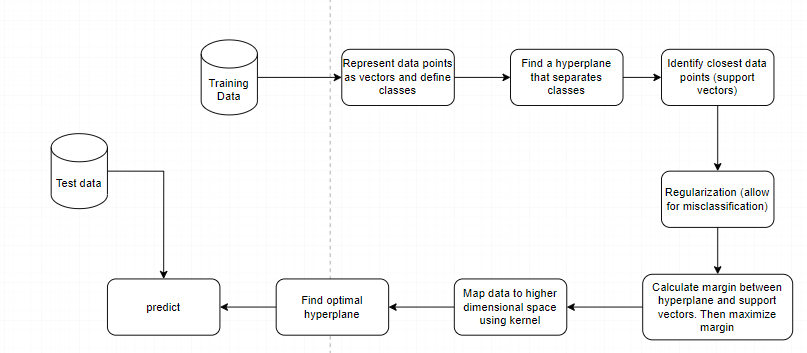 Training
Data
Represent data points
as vectors and define
classes
Find a hyperplane
that separates
classes
Identify closest data
points (support
vectors)
Test data
Regularization (allow
for misclassification)
predict
Find optimal
hyperplane
Map data to higher
dimensional space
using kernel
Calculate margin between
hyperplane and support
vectors. Then maximize
margin